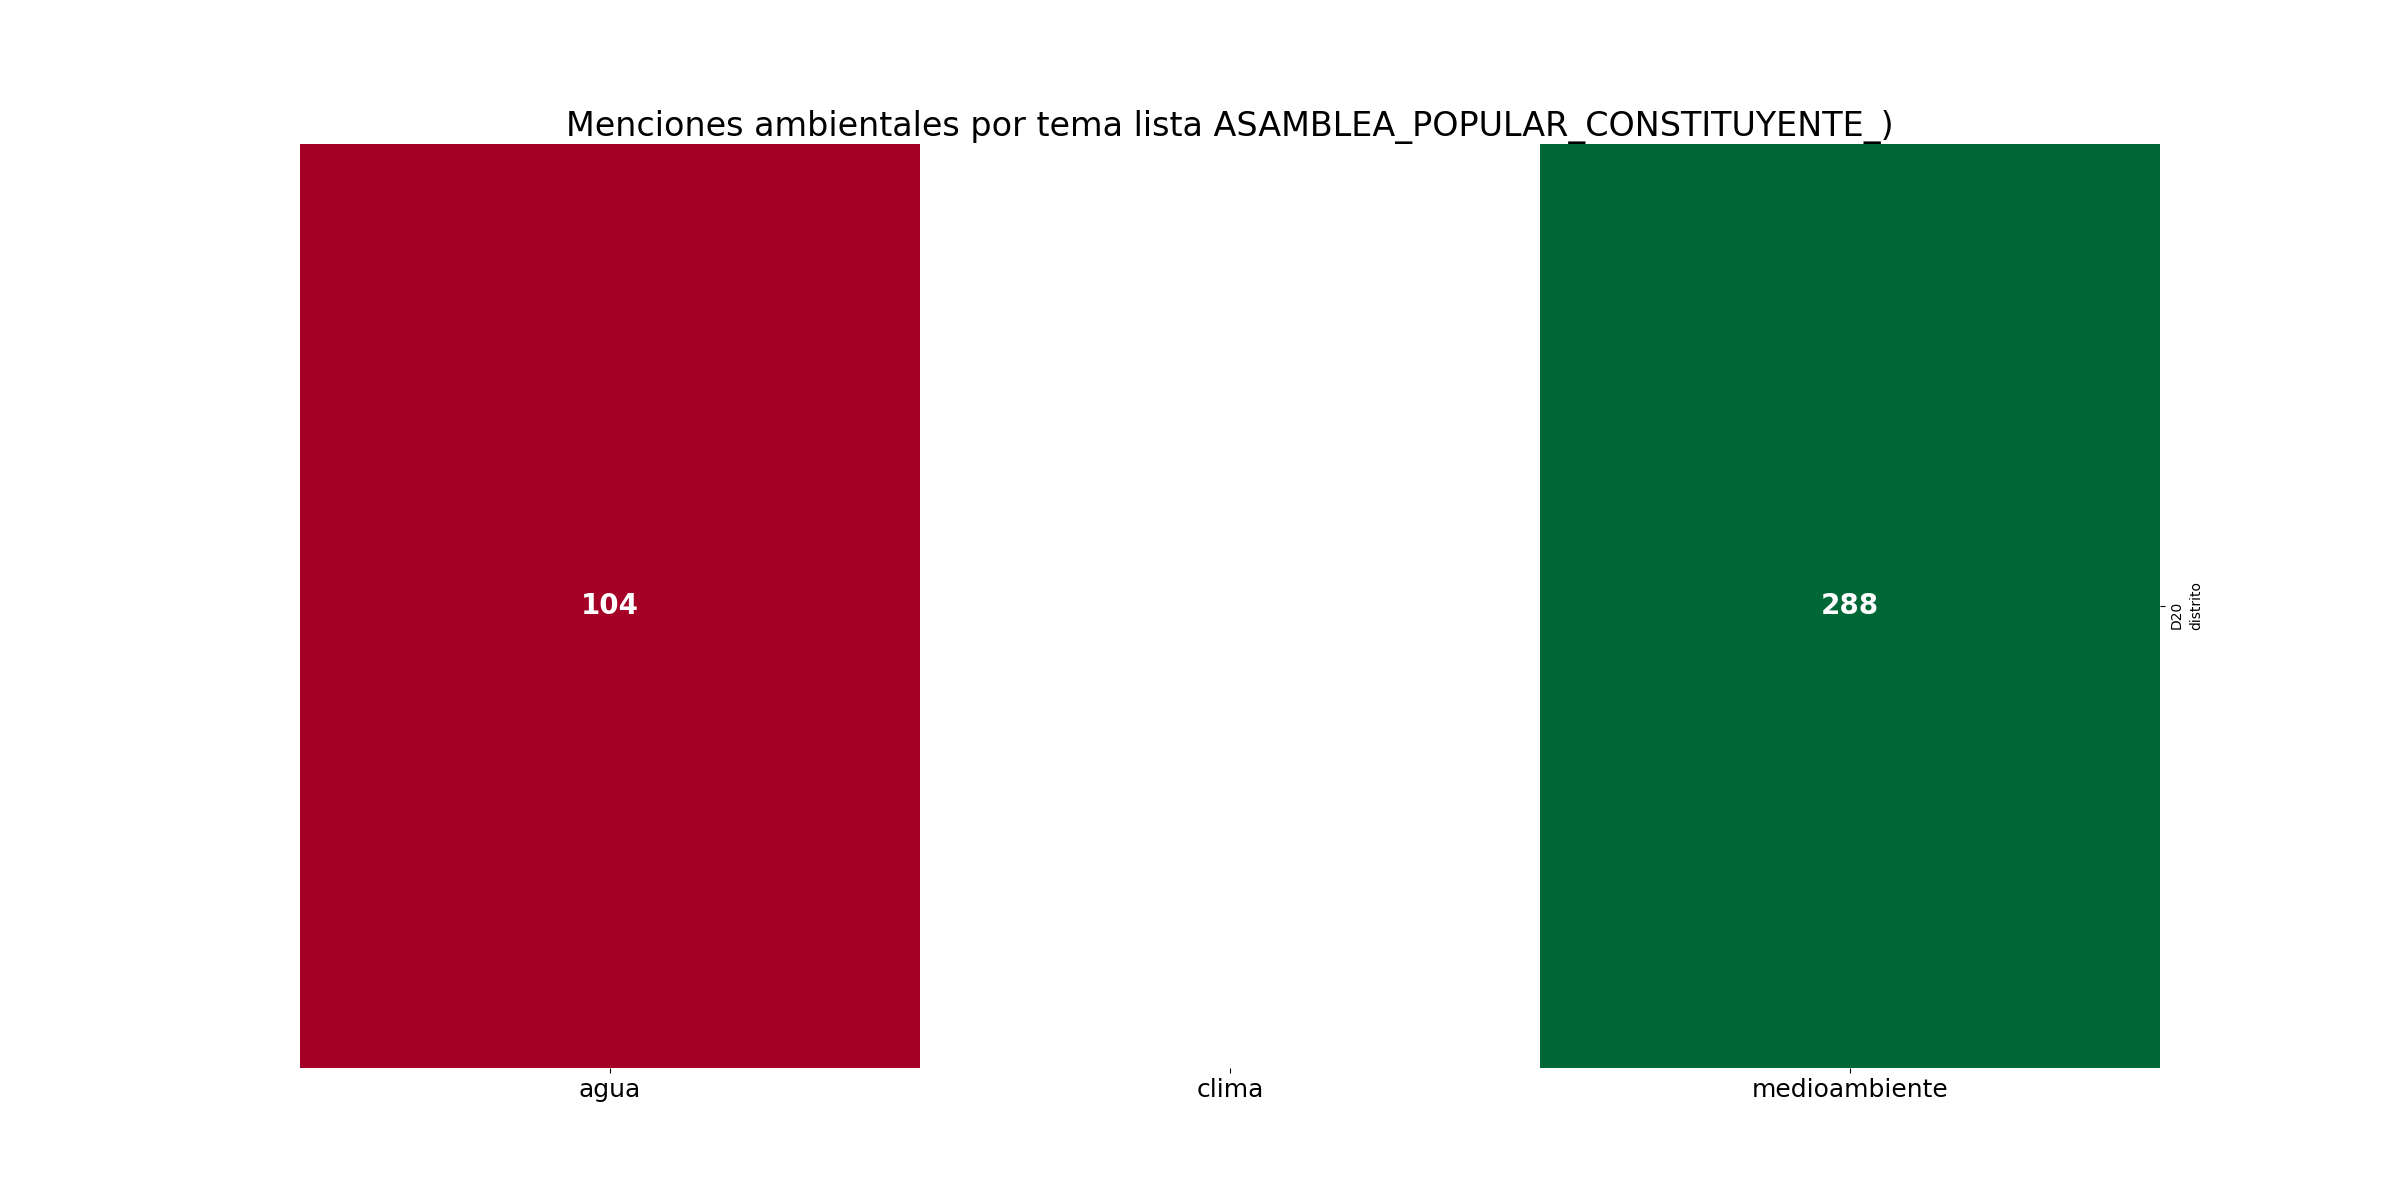 Menciones ambientales por tema lista ASAMBLEA_POPULAR_CONSTITUYENTE_)
104
288
D20
distrito
agua
clima
medioambiente